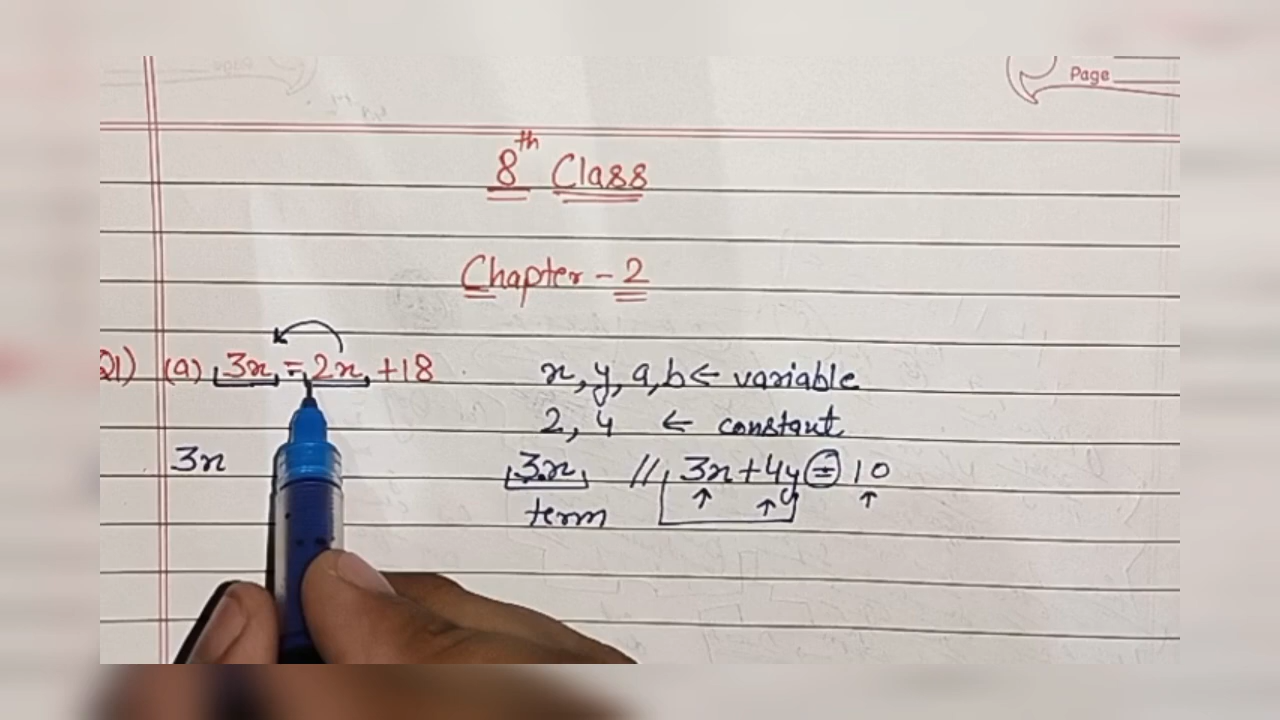 Page
8th Class
Chapter - 2
Q1) (a) 3x = 2x + 18
x, y, a, b ← variable
2, 4 ← constant
3x
3x // 3x + 4y = 10
term